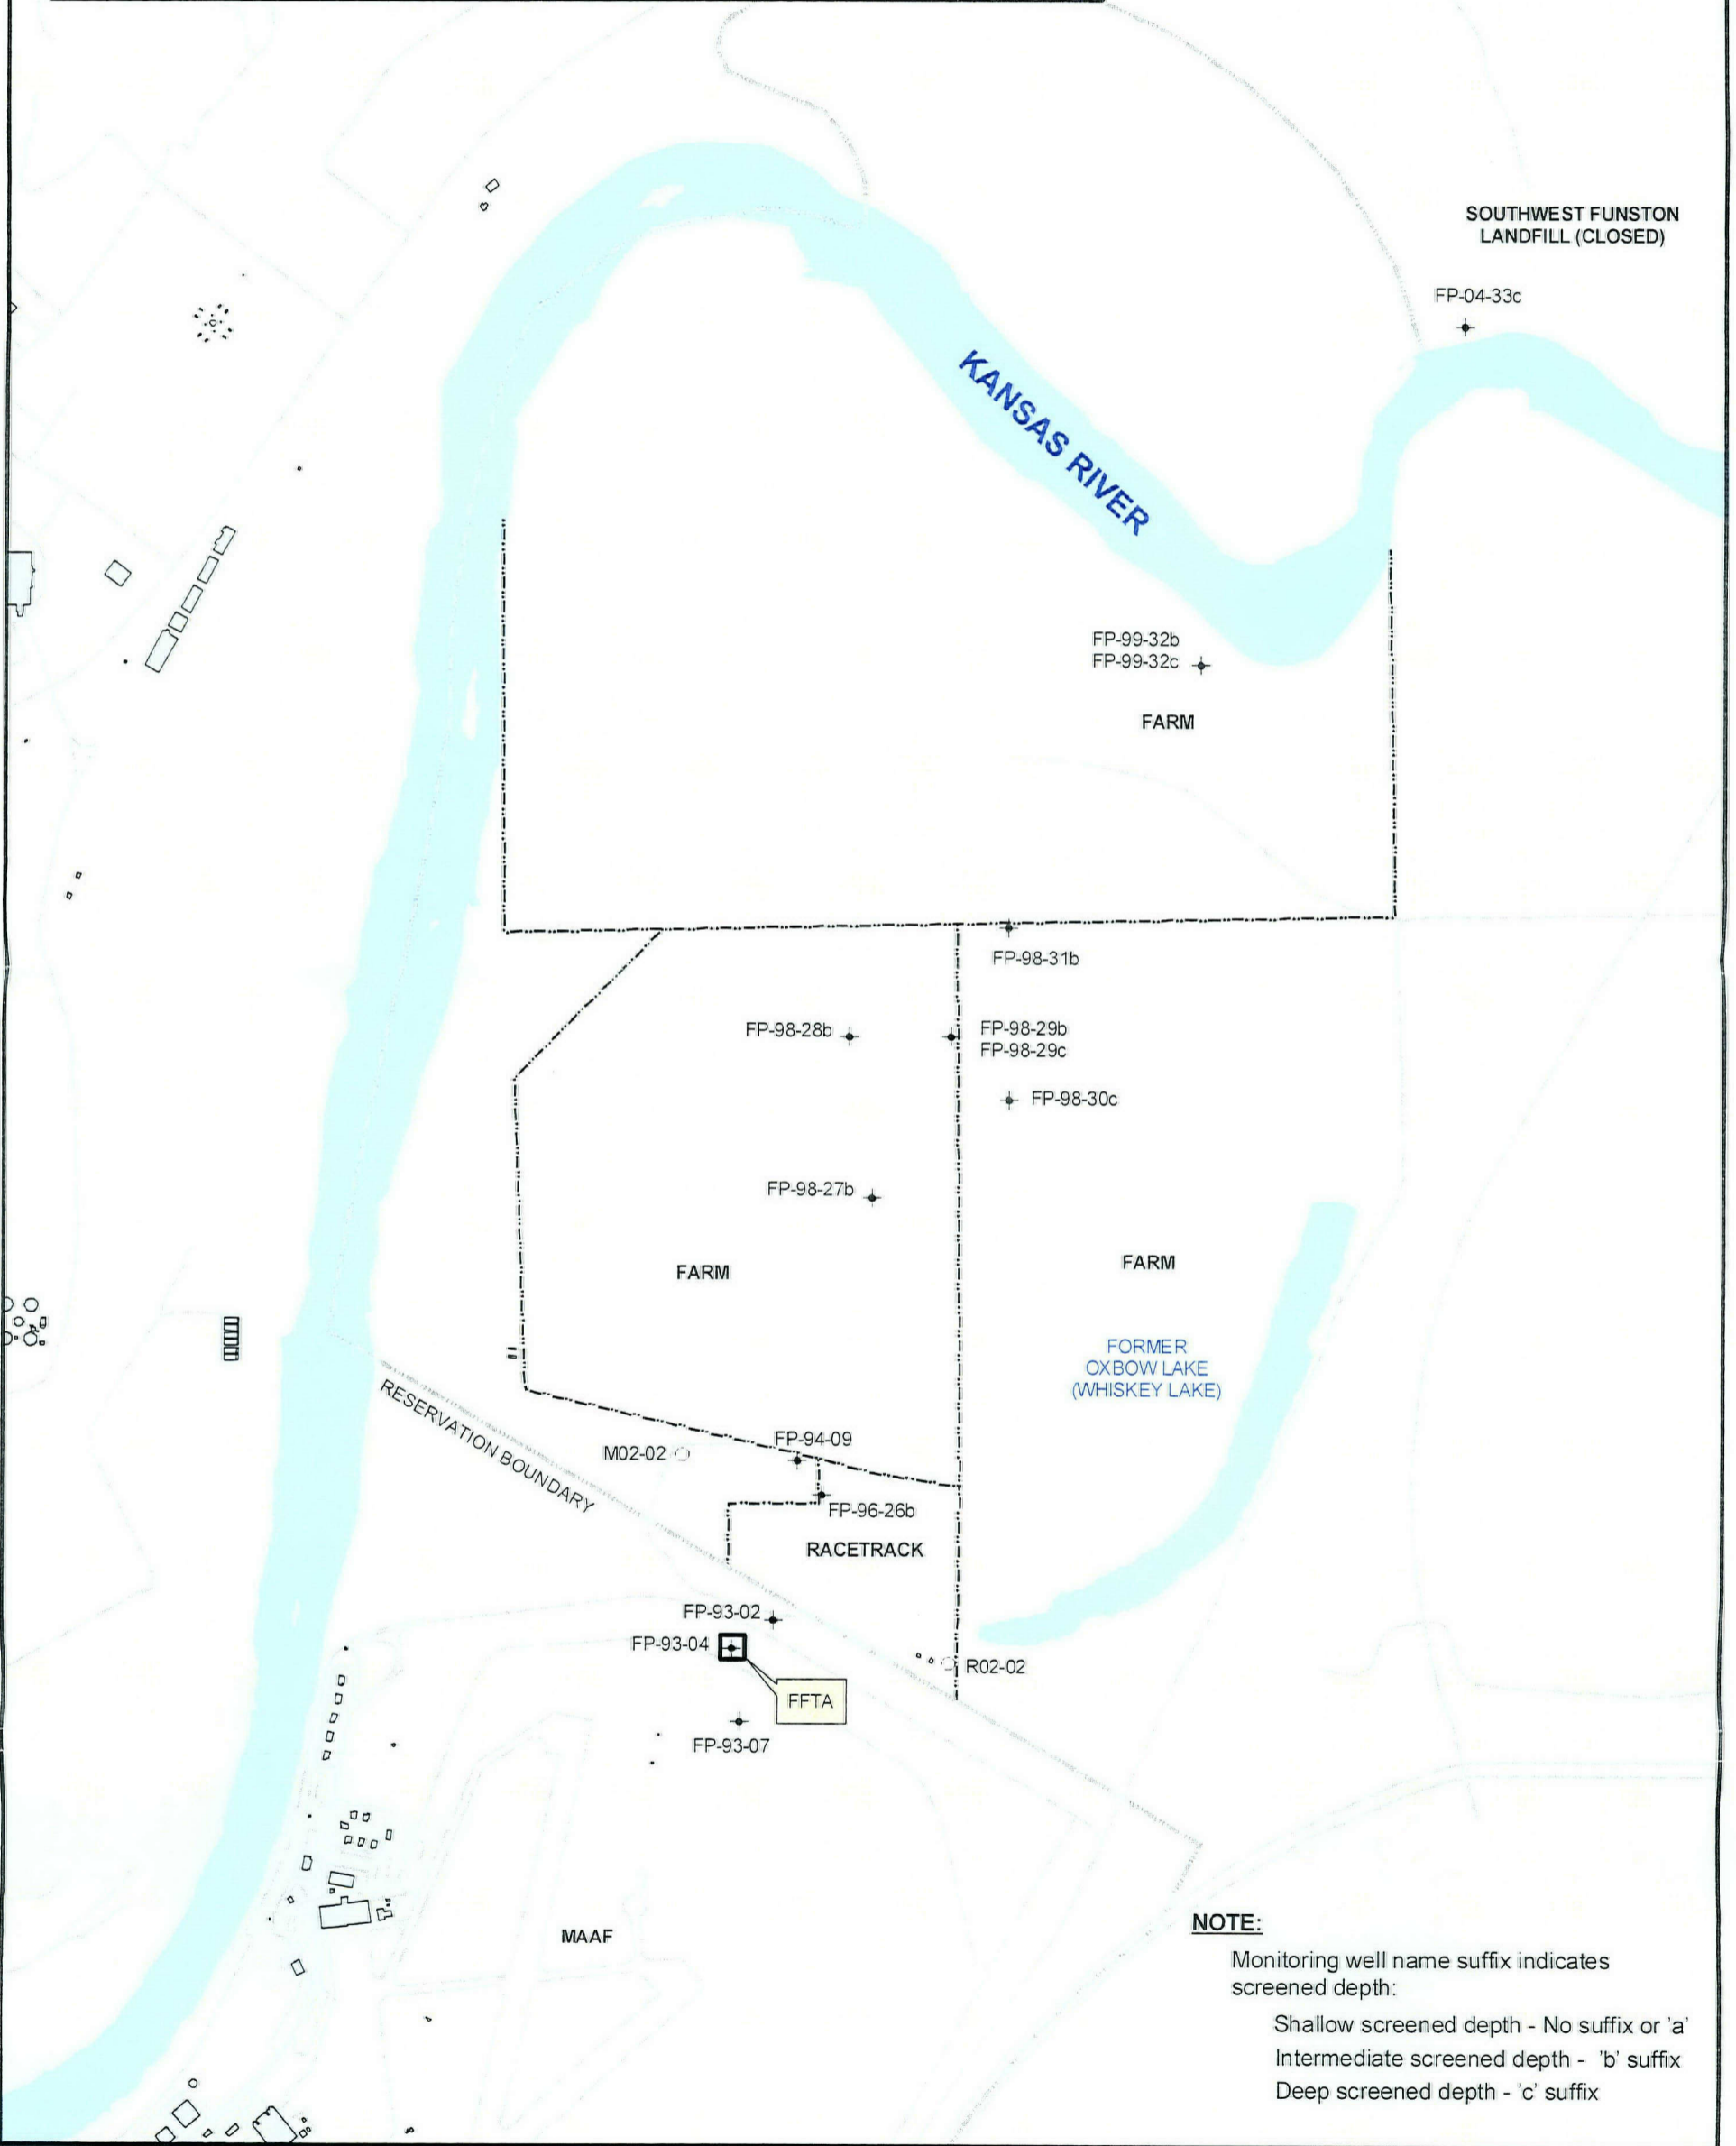 SOUTHWEST FUNSTON
LANDFILL (CLOSED)
FP-04-33c
KANSAS RIVER
FP-99-32b
FP-99-32c
FARM
FP-98-31b
FP-98-28b
FP-98-29b
FP-98-29c
FP-98-30c
FP-98-27b
FARM
FARM
FORMER
OXBOW LAKE
(WHISKEY LAKE)
RESERVATION BOUNDARY
M02-02
FP-94-09
FP-96-26b
RACETRACK
FP-93-02
FP-93-04
R02-02
FFTA
FP-93-07
MAAF
NOTE:
Monitoring well name suffix indicates
screened depth:
Shallow screened depth - No suffix or 'a'
Intermediate screened depth - 'b' suffix
Deep screened depth - 'c' suffix